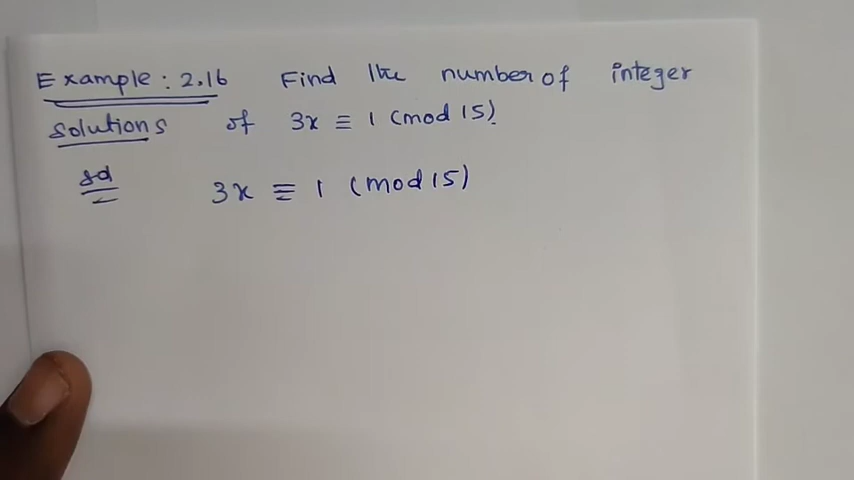 Example: 2.16 Find the number of integer
solutions of 3x ≡ 1 (mod 15).
sol 3x ≡ 1 (mod 15)